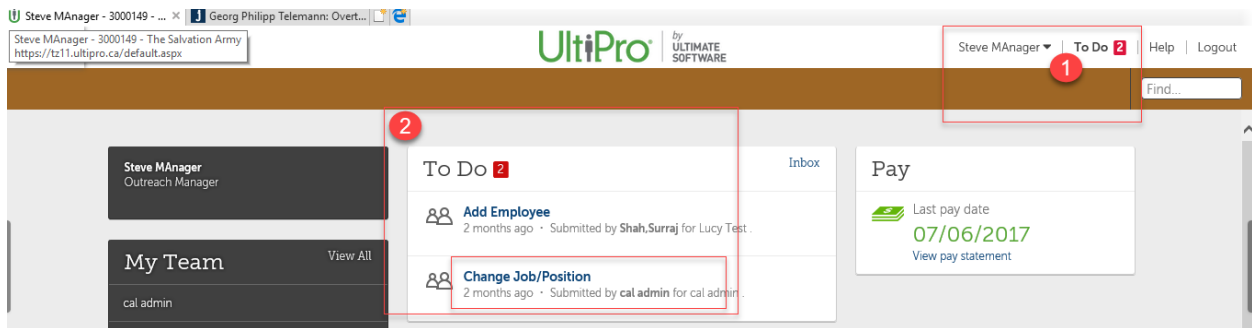 Steve MAnager - 3000149 - ... × Georg Philipp Telemann: Overt...
Steve MAnager - 3000149 - The Salvation Army
https://tz11.ultipro.ca/default.aspx
UltiPro by ULTIMATE SOFTWARE
Steve MAnager To Do 2 Help Logout
1
Find...
2
Steve MAnager
Outreach Manager
To Do 2 Inbox
Pay
Add Employee
2 months ago · Submitted by Shah,Surraj for Lucy Test .
Last pay date
07/06/2017
View pay statement
My Team View All
Change Job/Position
2 months ago · Submitted by cal admin for cal admin .
cal admin